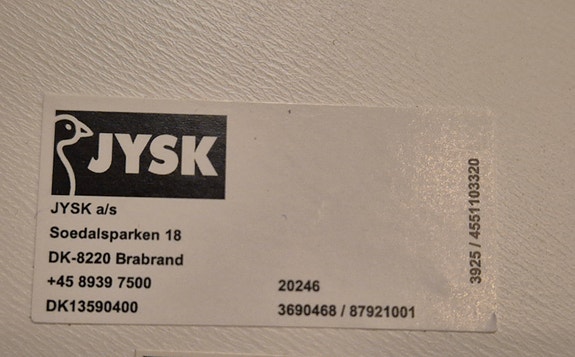 JYSK
JYSK a/s
Soedalsparken 18
DK-8220 Brabrand
+45 8939 7500
DK13590400
20246
3690468 / 87921001
3925 / 4551103320